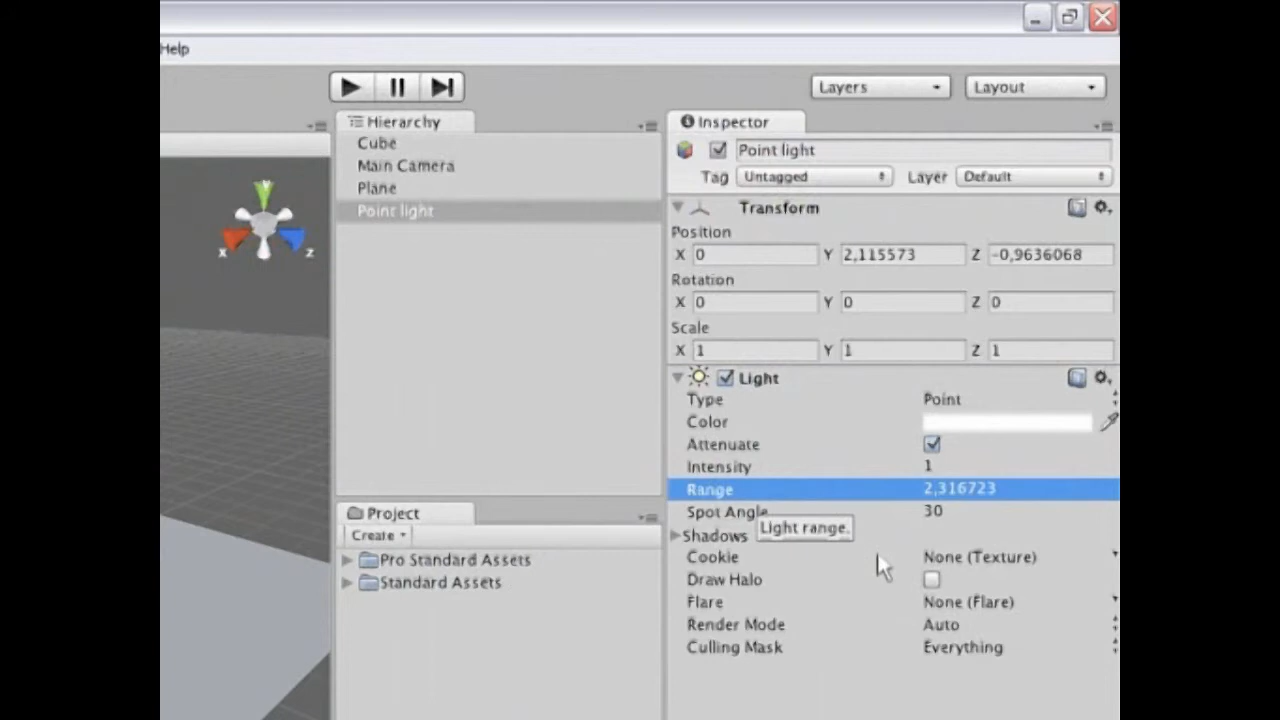 Help
Layers
Layout
Hierarchy
Cube
Main Camera
Plane
Point light
Y
X
Z
Project
Create
Pro Standard Assets
Standard Assets
Inspector
Point light
Tag Untagged Layer Default
Transform
Position
X 0 Y 2,115573 Z -0,9636068
Rotation
X 0 Y 0 Z 0
Scale
X 1 Y 1 Z 1
Light
Type Point
Color
Attenuate
Intensity 1
Range 2,316723
Spot Angle 30
Light range.
Shadows
Cookie None (Texture)
Draw Halo
Flare None (Flare)
Render Mode Auto
Culling Mask Everything